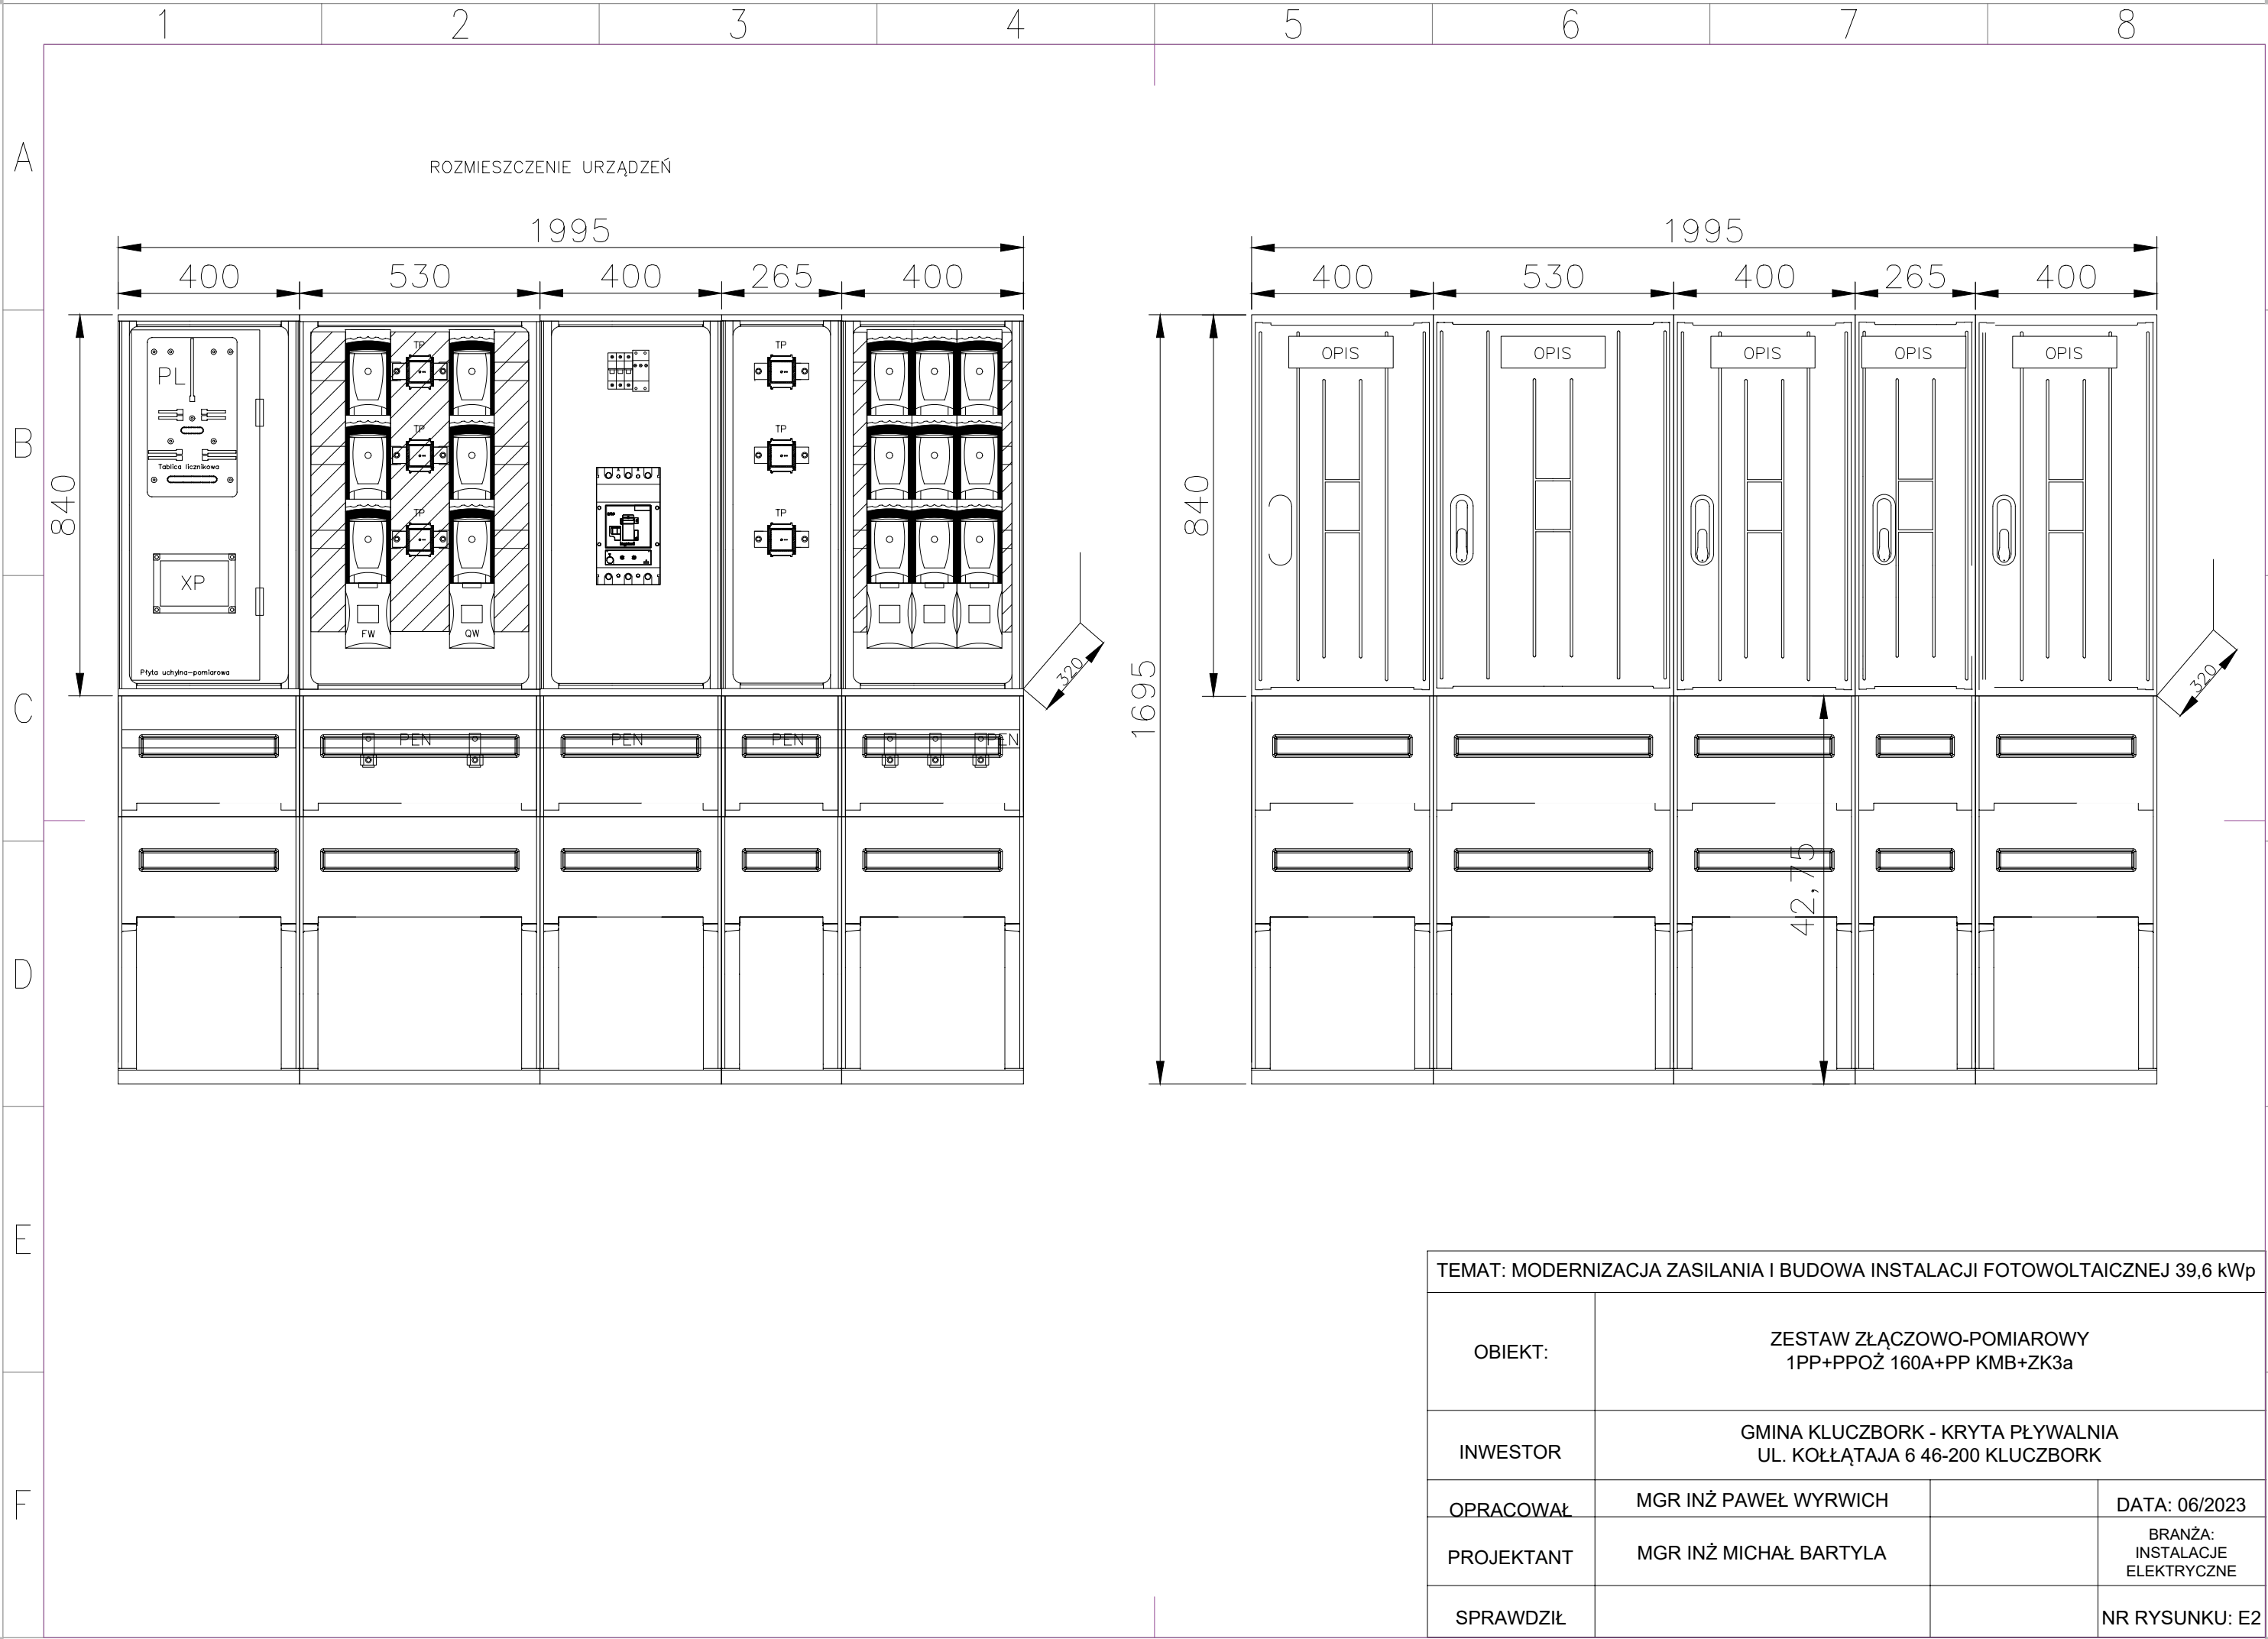 1 2 3 4 5 6 7 8
A
B
C
D
E
F
ROZMIESZCZENIE URZĄDZEŃ
1995
400 530 400 265 400
840
PL
Tablica licznikowa
XP
Płyta uchylna-pomiarowa
TP
TP
TP
FW
QW
TP
TP
TP
320
PEN
PEN
PEN
PEN
1995
400 530 400 265 400
840
1695
OPIS
OPIS
OPIS
OPIS
OPIS
320
42,75
TEMAT: MODERNIZACJA ZASILANIA I BUDOWA INSTALACJI FOTOWOLTAICZNEJ 39,6 kWp
OBIEKT:
ZESTAW ZŁĄCZOWO-POMIAROWY
1PP+PPOŻ 160A+PP KMB+ZK3a
INWESTOR
GMINA KLUCZBORK - KRYTA PŁYWALNIA
UL. KOŁŁĄTAJA 6 46-200 KLUCZBORK
OPRACOWAŁ
MGR INŻ PAWEŁ WYRWICH
DATA: 06/2023
PROJEKTANT
MGR INŻ MICHAŁ BARTYLA
BRANŻA:
INSTALACJE
ELEKTRYCZNE
SPRAWDZIŁ
NR RYSUNKU: E2